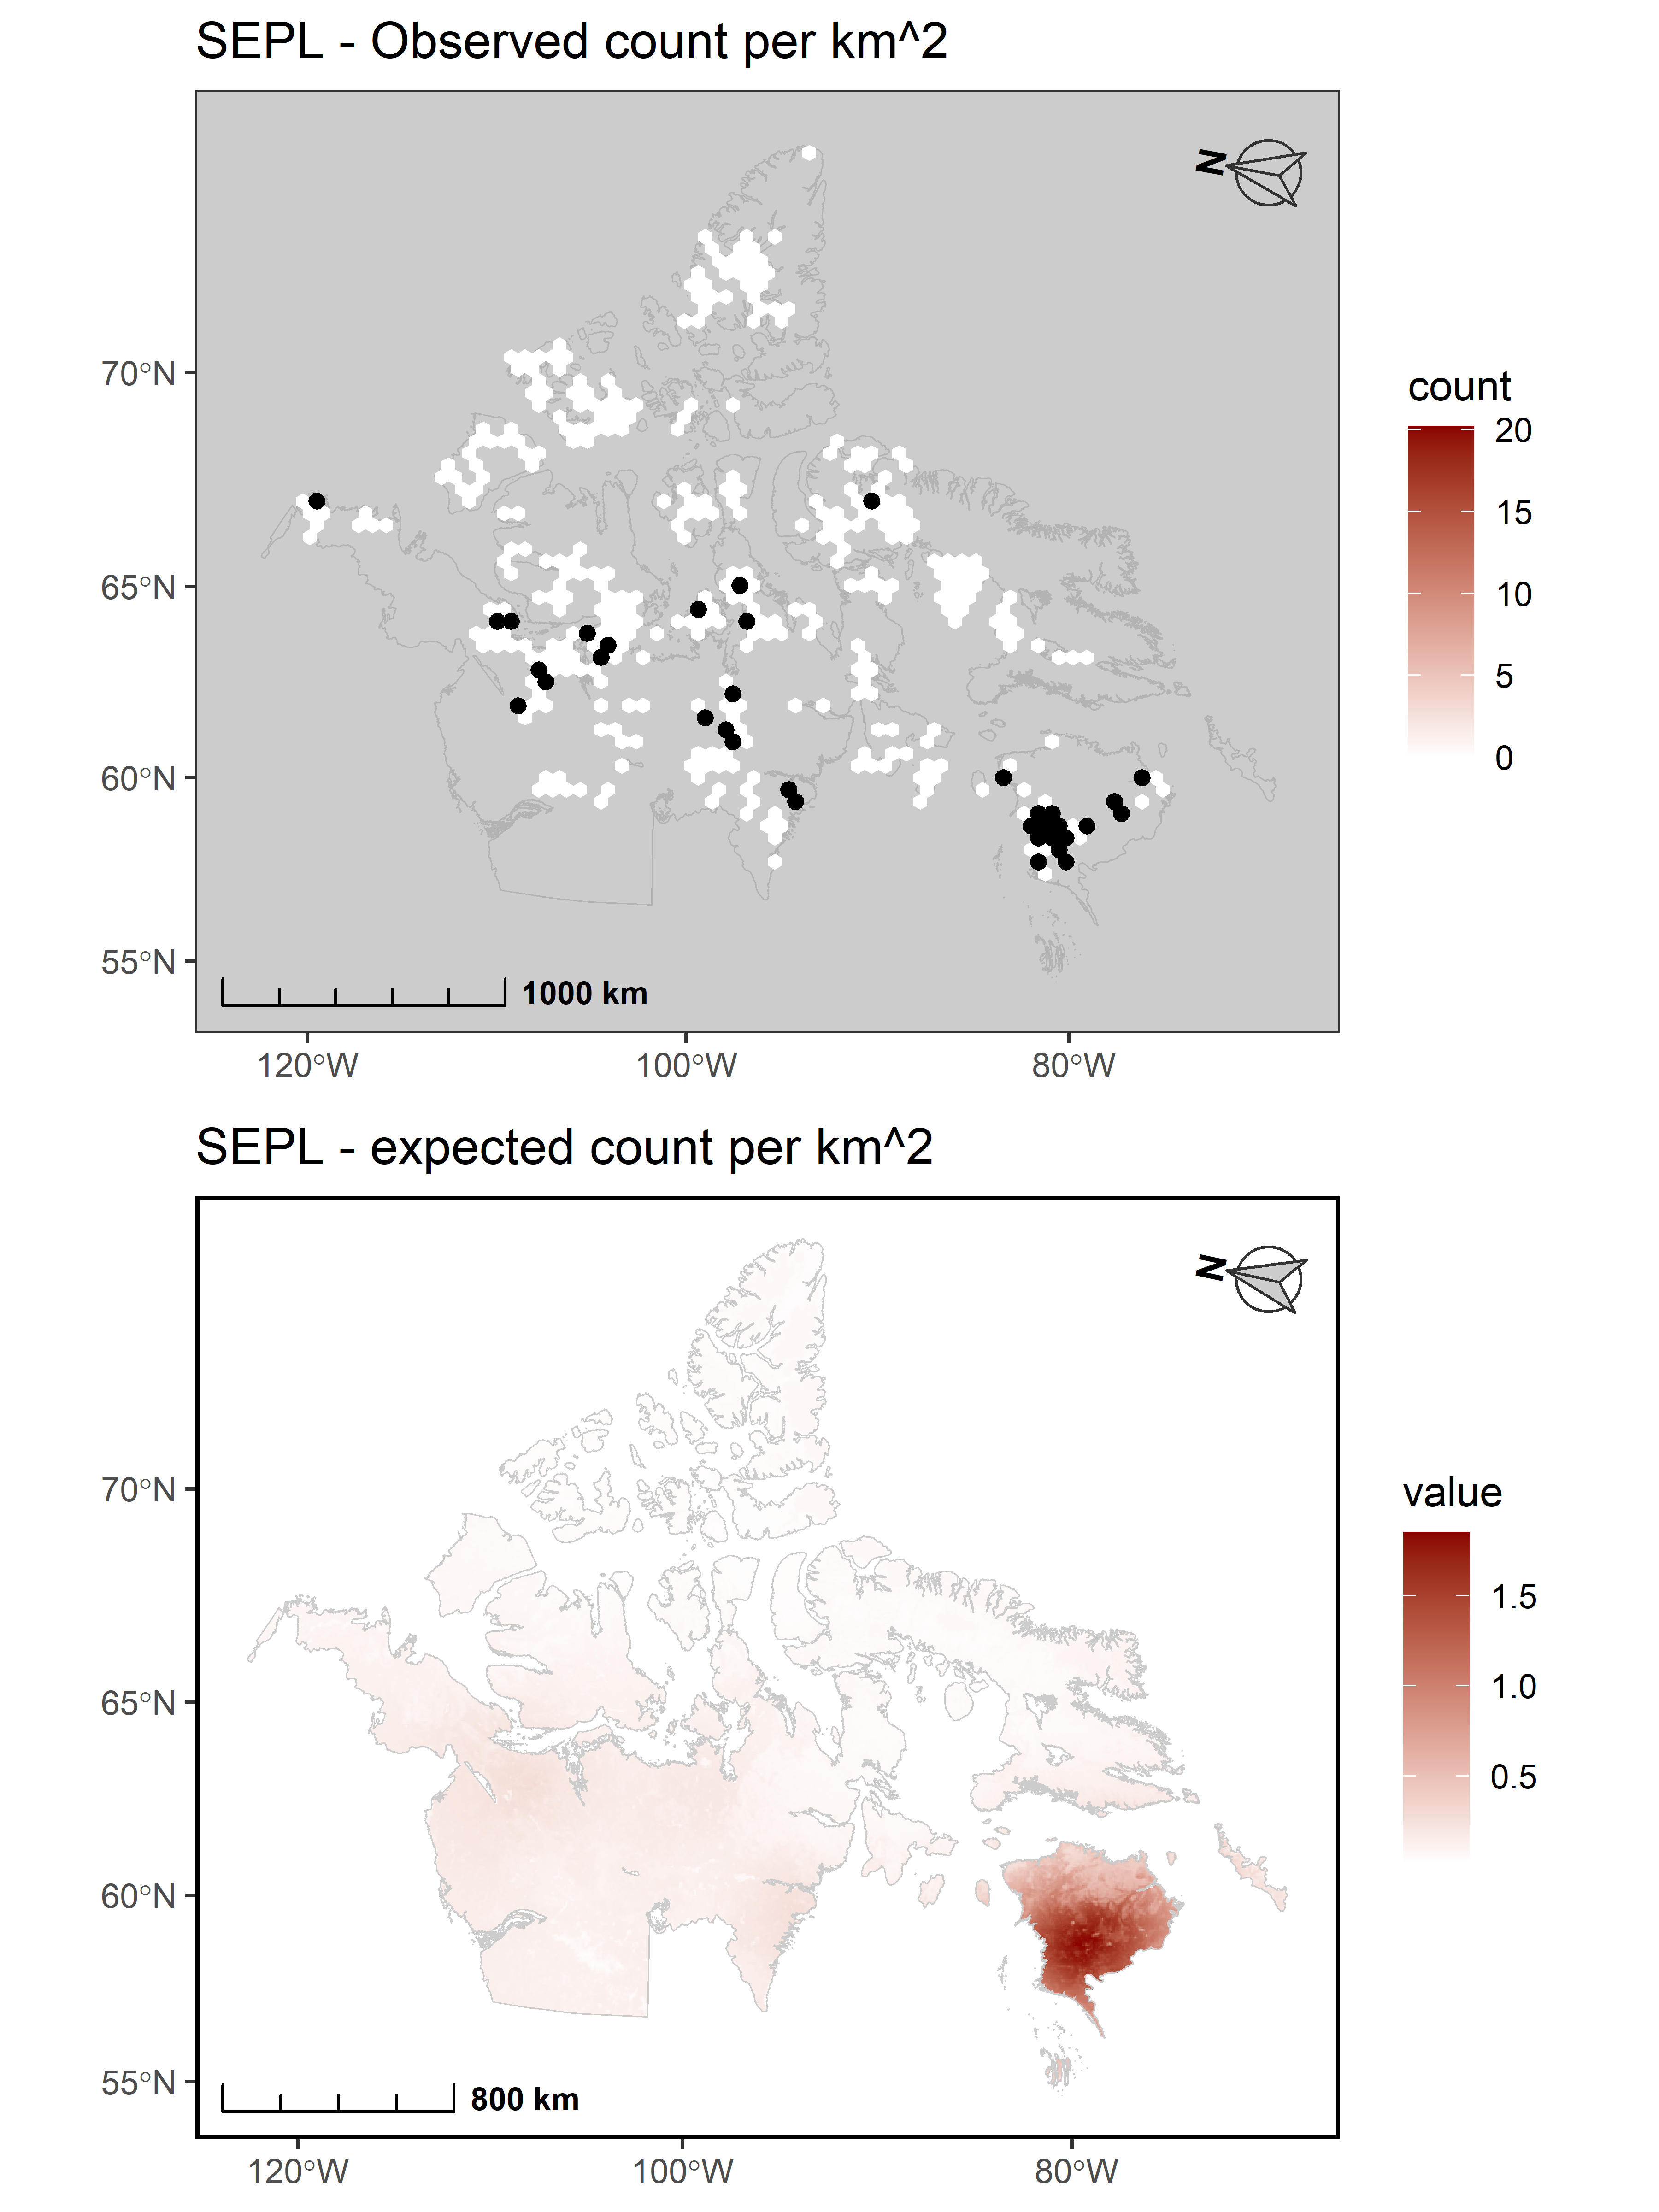 SEPL - Observed count per km^2
N
70°N
65°N
60°N
55°N
1000 km
120°W
100°W
80°W
count
20
15
10
5
0
SEPL - expected count per km^2
N
70°N
65°N
60°N
55°N
800 km
120°W
100°W
80°W
value
1.5
1.0
0.5